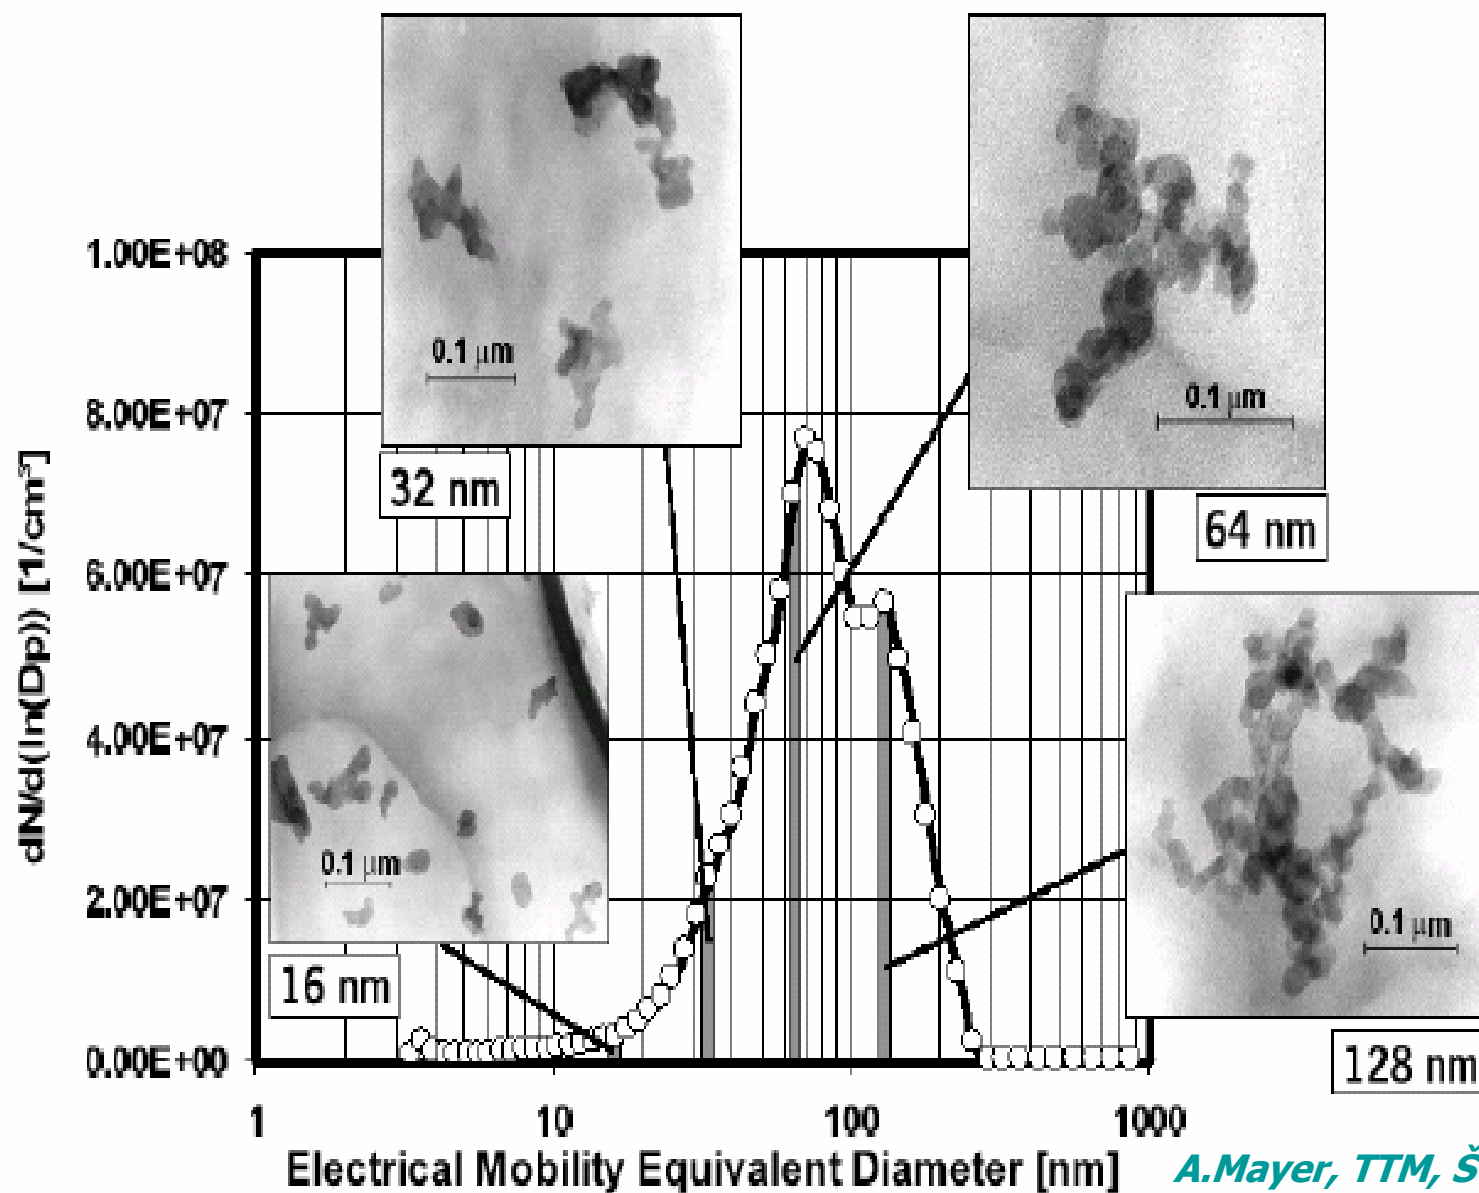 1.00E+08
8.00E+07
6.00E+07
4.00E+07
2.00E+07
0.00E+00
dN/d(ln(Dp)) [1/cm³]
0.1 µm
32 nm
0.1 µm
64 nm
0.1 µm
16 nm
0.1 µm
128 nm
1 10 100 1000
Electrical Mobility Equivalent Diameter [nm]
A.Mayer, TTM, Š